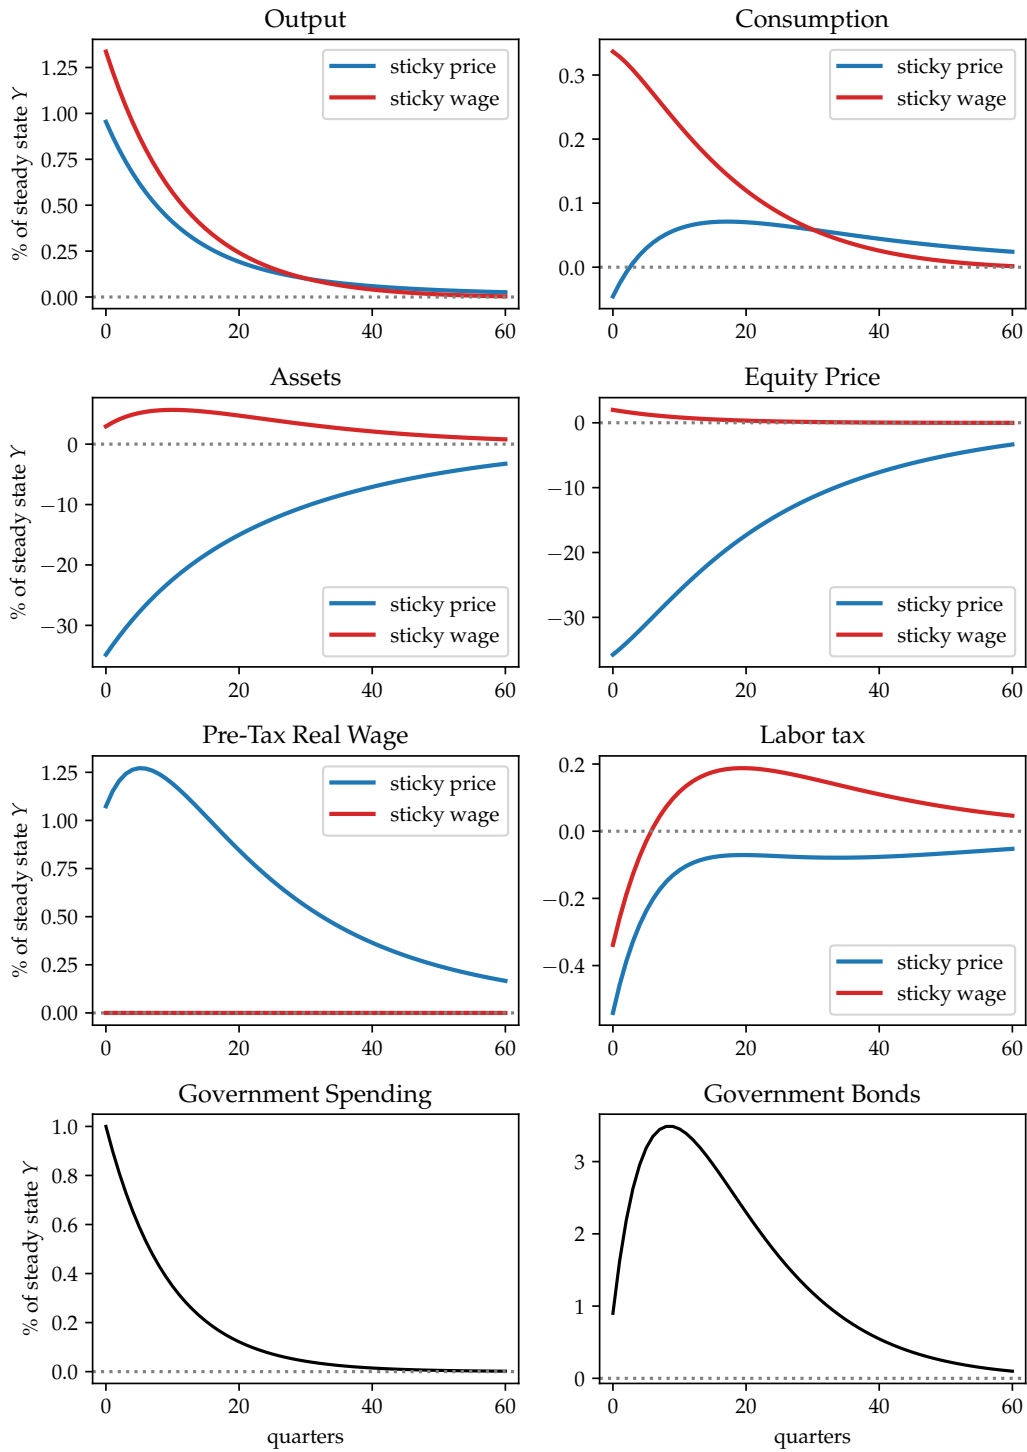 Output
% of steady state Y
1.25
1.00
0.75
0.50
0.25
0.00
0
20
40
60
sticky price
sticky wage
Consumption
0.3
0.2
0.1
0.0
0
20
40
60
sticky price
sticky wage
Assets
% of steady state Y
0
−10
−20
−30
0
20
40
60
sticky price
sticky wage
Equity Price
0
−10
−20
−30
0
20
40
60
sticky price
sticky wage
Pre-Tax Real Wage
% of steady state Y
1.25
1.00
0.75
0.50
0.25
0.00
0
20
40
60
sticky price
sticky wage
Labor tax
0.2
0.0
−0.2
−0.4
0
20
40
60
sticky price
sticky wage
Government Spending
% of steady state Y
1.0
0.8
0.6
0.4
0.2
0.0
0
20
40
60
quarters
Government Bonds
3
2
1
0
0
20
40
60
quarters